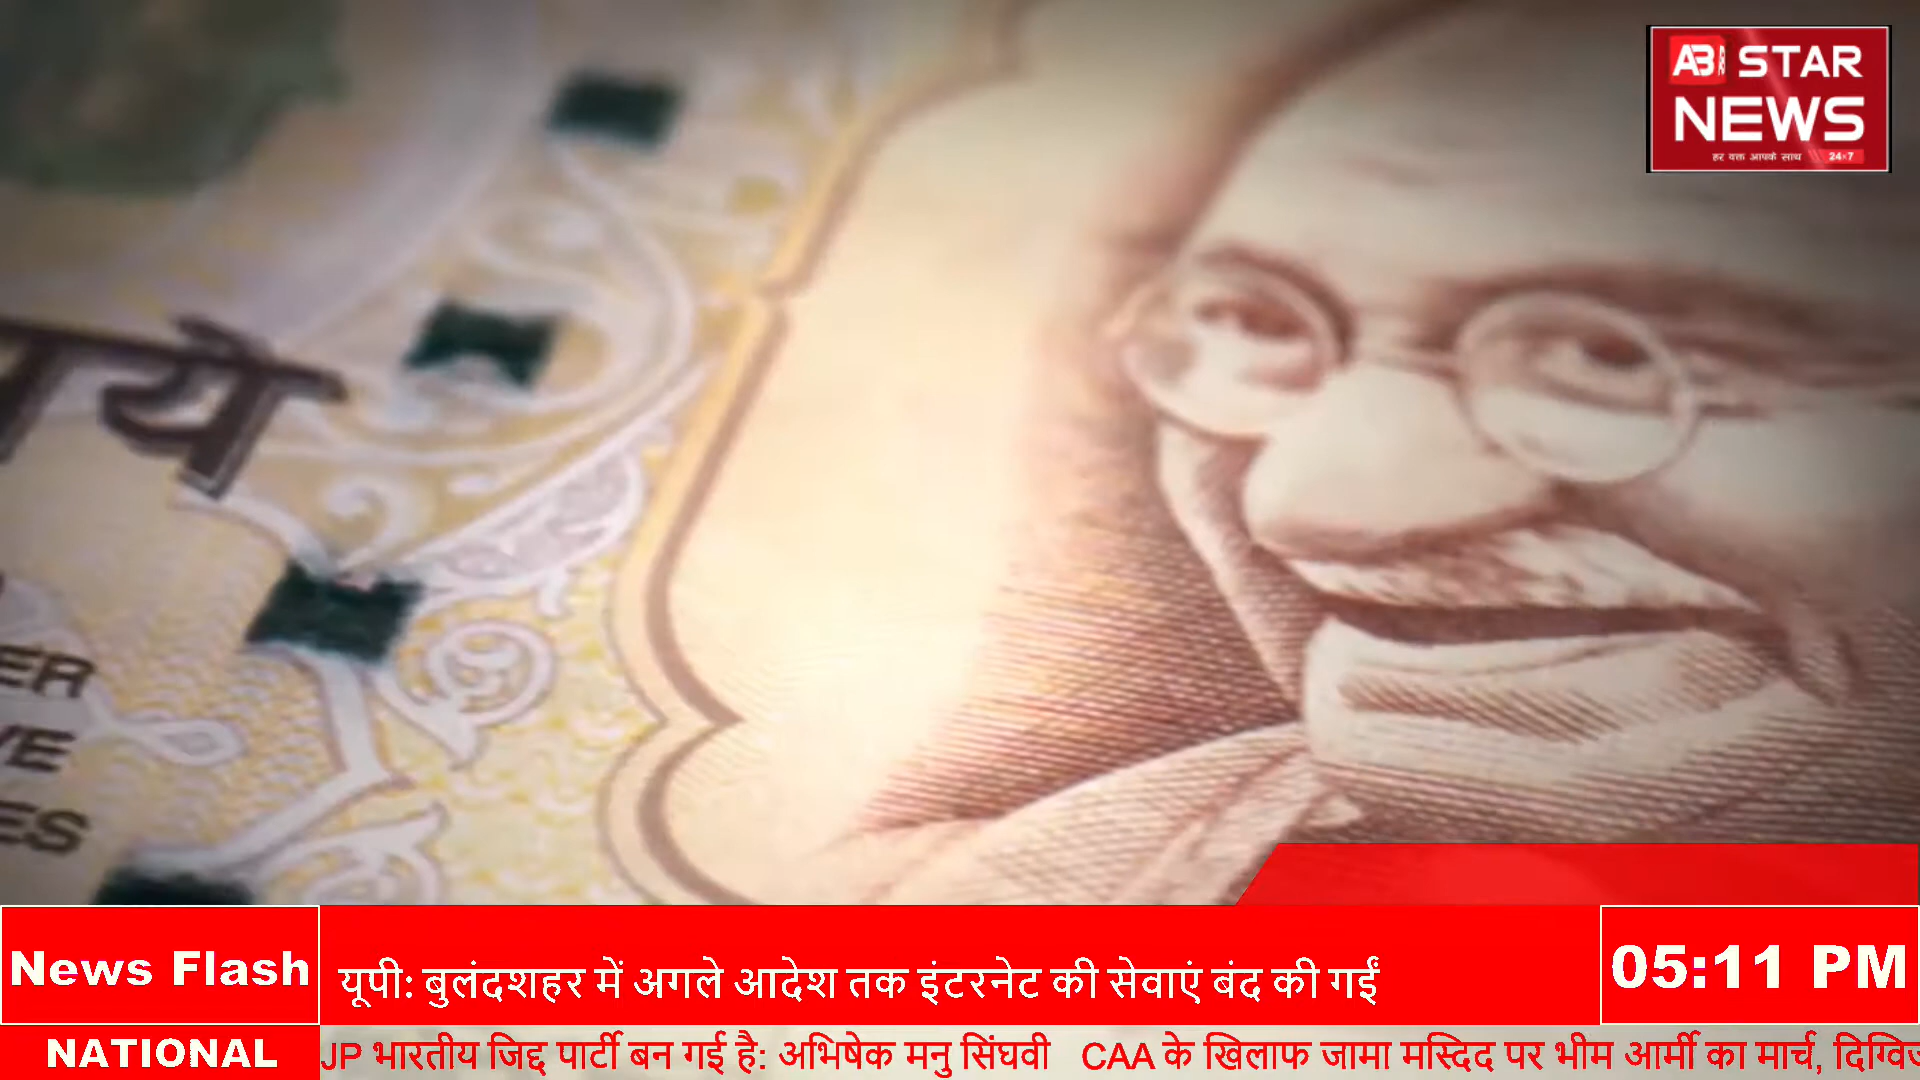 AB STAR
NEWS
हर वक्त आपके साथ 24×7
पये
ER
VE
ES
News Flash
यूपी: बुलंदशहर में अगले आदेश तक इंटरनेट की सेवाएं बंद की गईं
05:11 PM
NATIONAL
JP भारतीय जिद्द पार्टी बन गई है: अभिषेक मनु सिंघवी CAA के खिलाफ जामा मस्दिद पर भीम आर्मी का मार्च,